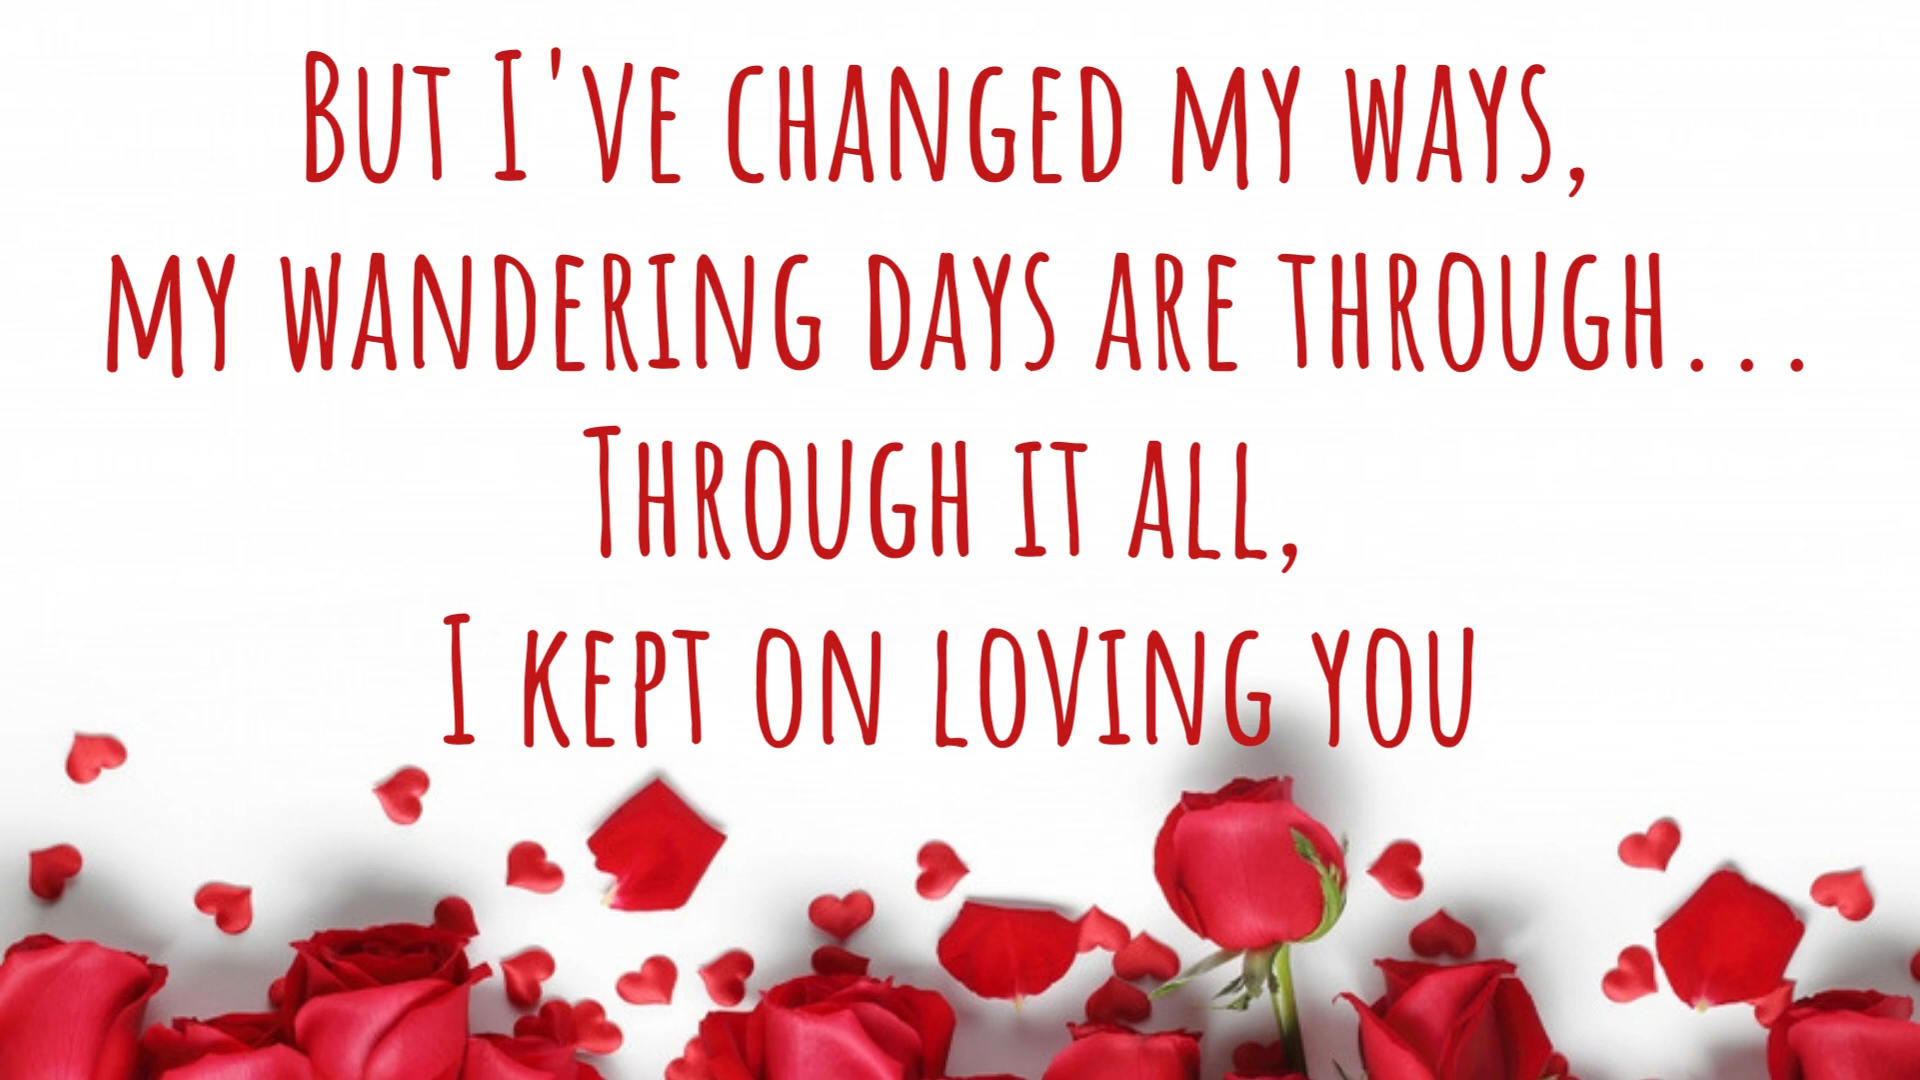 But I've changed my ways,
my wandering days are through...
Through it all,
I kept on loving you